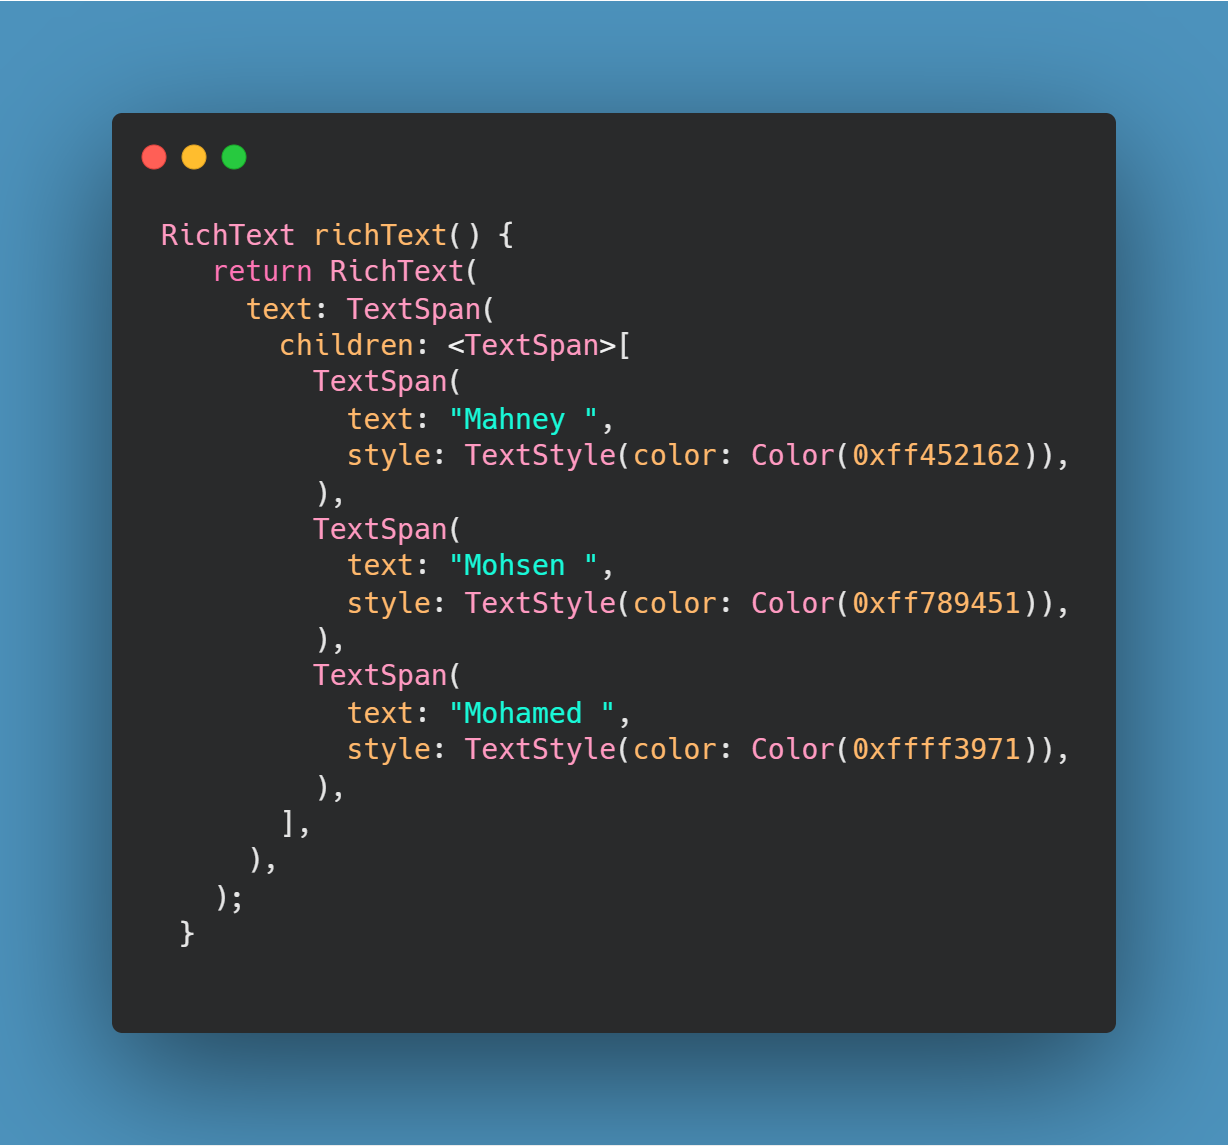 RichText richText() {
   return RichText(
     text: TextSpan(
       children: <TextSpan>[
         TextSpan(
           text: "Mahney ",
           style: TextStyle(color: Color(0xff452162)),
         ),
         TextSpan(
           text: "Mohsen ",
           style: TextStyle(color: Color(0xff789451)),
         ),
         TextSpan(
           text: "Mohamed ",
           style: TextStyle(color: Color(0xffff3971)),
         ),
       ],
     ),
   );
 }